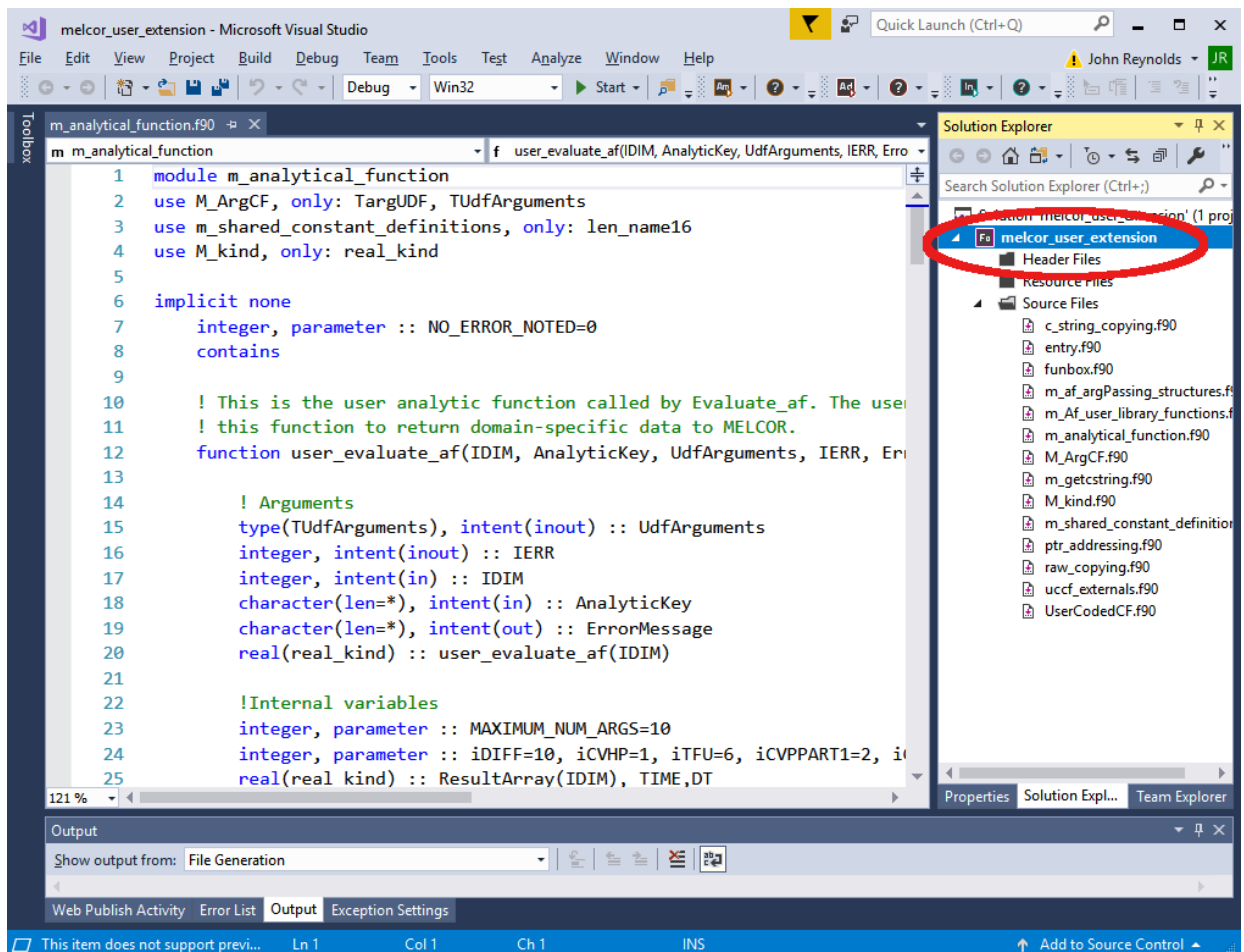 melcor_user_extension - Microsoft Visual Studio
Quick Launch (Ctrl+Q)
File Edit View Project Build Debug Team Tools Test Analyze Window Help
John Reynolds JR
Debug Win32 Start
Toolbox
m_analytical_function.f90
m m_analytical_function
f user_evaluate_af(IDIM, AnalyticKey, UdfArguments, IERR, Erro
1 module m_analytical_function
2 use M_ArgCF, only: TargUDF, TUdfArguments
3 use m_shared_constant_definitions, only: len_name16
4 use M_kind, only: real_kind
5
6 implicit none
7 integer, parameter :: NO_ERROR_NOTED=0
8 contains
9
10 ! This is the user analytic function called by Evaluate_af. The use
11 ! this function to return domain-specific data to MELCOR.
12 function user_evaluate_af(IDIM, AnalyticKey, UdfArguments, IERR, Er
13
14 ! Arguments
15 type(TUdfArguments), intent(inout) :: UdfArguments
16 integer, intent(inout) :: IERR
17 integer, intent(in) :: IDIM
18 character(len=*), intent(in) :: AnalyticKey
19 character(len=*), intent(out) :: ErrorMessage
20 real(real_kind) :: user_evaluate_af(IDIM)
21
22 !Internal variables
23 integer, parameter :: MAXIMUM_NUM_ARGS=10
24 integer, parameter :: iDIFF=10, iCVHP=1, iTFU=6, iCVPPART1=2, i
25 real(real_kind) :: ResultArray(IDIM), TIME,DT
121 %
Solution Explorer
Search Solution Explorer (Ctrl+;)
Solution 'melcor_user_extension' (1 proj
melcor_user_extension
Header Files
Resource Files
Source Files
c_string_copying.f90
entry.f90
funbox.f90
m_af_argPassing_structures.f9
m_Af_user_library_functions.f
m_analytical_function.f90
M_ArgCF.f90
m_getcstring.f90
M_kind.f90
m_shared_constant_definition
ptr_addressing.f90
raw_copying.f90
uccf_externals.f90
UserCodedCF.f90
Properties Solution Expl... Team Explorer
Output
Show output from: File Generation
Web Publish Activity Error List Output Exception Settings
This item does not support previ... Ln 1 Col 1 Ch 1 INS Add to Source Control